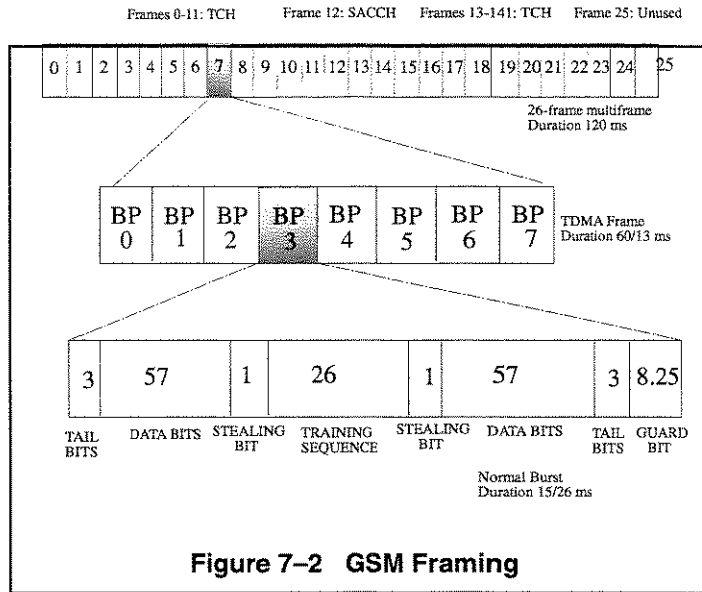 Frames 0-11: TCH Frame 12: SACCH Frames 13-141: TCH Frame 25: Unused
0 1 2 3 4 5 6 7 8 9 10 11 12 13 14 15 16 17 18 19 20 21 22 23 24 25
26-frame multiframe
Duration 120 ms
BP 0 BP 1 BP 2 BP 3 BP 4 BP 5 BP 6 BP 7
TDMA Frame
Duration 60/13 ms
3 57 1 26 1 57 3 8.25
TAIL BITS DATA BITS STEALING BIT TRAINING SEQUENCE STEALING BIT DATA BITS TAIL BITS GUARD BIT
Normal Burst
Duration 15/26 ms
Figure 7–2 GSM Framing